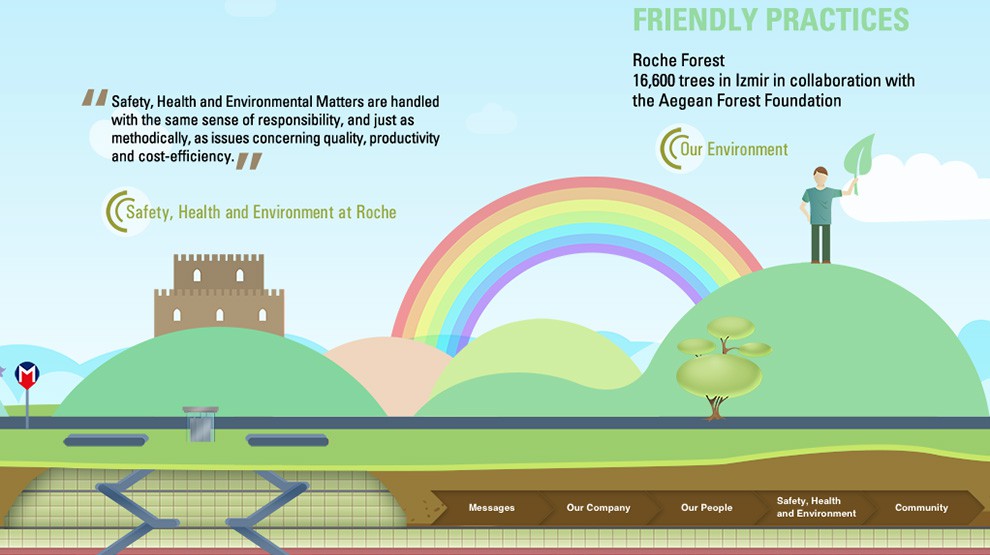 FRIENDLY PRACTICES
Roche Forest
16,600 trees in Izmir in collaboration with
the Aegean Forest Foundation
Our Environment
"Safety, Health and Environmental Matters are handled
with the same sense of responsibility, and just as
methodically, as issues concerning quality, productivity
and cost-efficiency."
Safety, Health and Environment at Roche
M
Messages
Our Company
Our People
Safety, Health
and Environment
Community